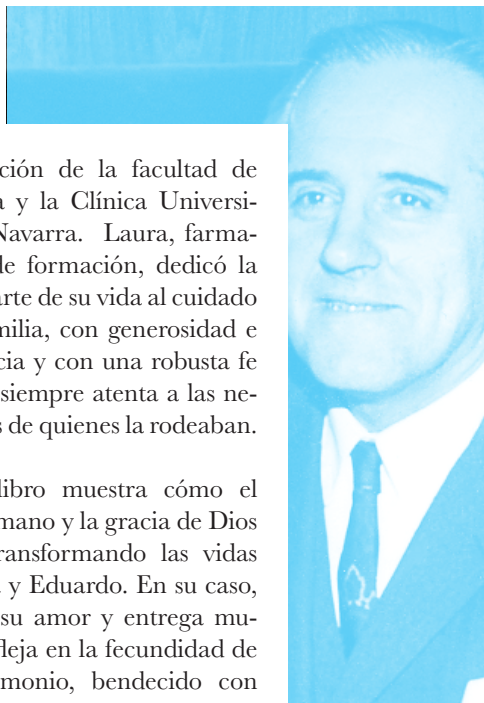 ción de la facultad de
a y la Clínica Universi-
Navarra. Laura, farma-
de formación, dedicó la
arte de su vida al cuidado
milia, con generosidad e
cia y con una robusta fe
siempre atenta a las ne-
s de quienes la rodeaban.
libro muestra cómo el
mano y la gracia de Dios
ransformando las vidas
a y Eduardo. En su caso,
su amor y entrega mu-
fleja en la fecundidad de
imonio, bendecido con